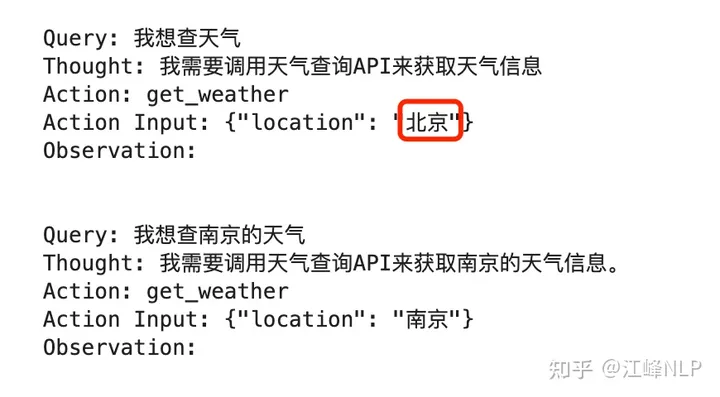 Query: 我想查天气
Thought: 我需要调用天气查询API来获取天气信息
Action: get_weather
Action Input: {"location": "北京"}
Observation:
Query: 我想查南京的天气
Thought: 我需要调用天气查询API来获取南京的天气信息。
Action: get_weather
Action Input: {"location": "南京"}
Observation:
知乎 @江峰NLP